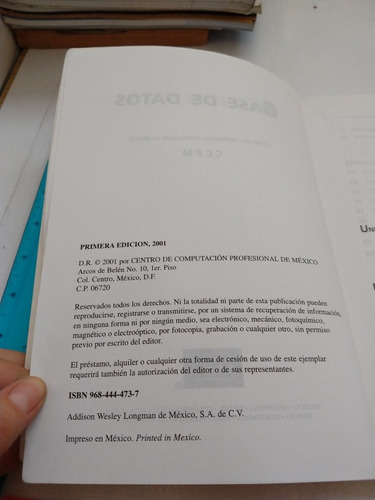 PRIMERA EDICION, 2001
D.R. © 2001 por CENTRO DE COMPUTACIÓN PROFESIONAL DE MÉXICO
Arcos de Belén No. 10, 1er. Piso
Col. Centro, México, D.F.
C.P. 06720
Reservados todos los derechos. Ni la totalidad ni parte de esta publicación pueden
reproducirse, registrarse o transmitirse, por un sistema de recuperación de información,
en ninguna forma ni por ningún medio, sea electrónico, mecánico, fotoquímico,
magnético o electroóptico, por fotocopia, grabación o cualquier otro, sin permiso
previo por escrito del editor.
El préstamo, alquiler o cualquier otra forma de cesión de uso de este ejemplar
requerirá también la autorización del editor o de sus representantes.
ISBN 968-444-473-7
Addison Wesley Longman de México, S.A. de C.V.
Impreso en México. Printed in Mexico.
BASE DE DATOS
CCPM